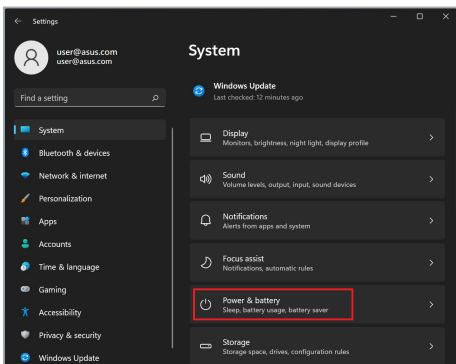 Settings
user@asus.com
user@asus.com
Find a setting
System
Bluetooth & devices
Network & internet
Personalization
Apps
Accounts
Time & language
Gaming
Accessibility
Privacy & security
Windows Update
System
Windows Update
Last checked: 12 minutes ago
Display
Monitors, brightness, night light, display profile
Sound
Volume levels, output, input, sound devices
Notifications
Alerts from apps and system
Focus assist
Notifications, automatic rules
Power & battery
Sleep, battery usage, battery saver
Storage
Storage space, drives, configuration rules